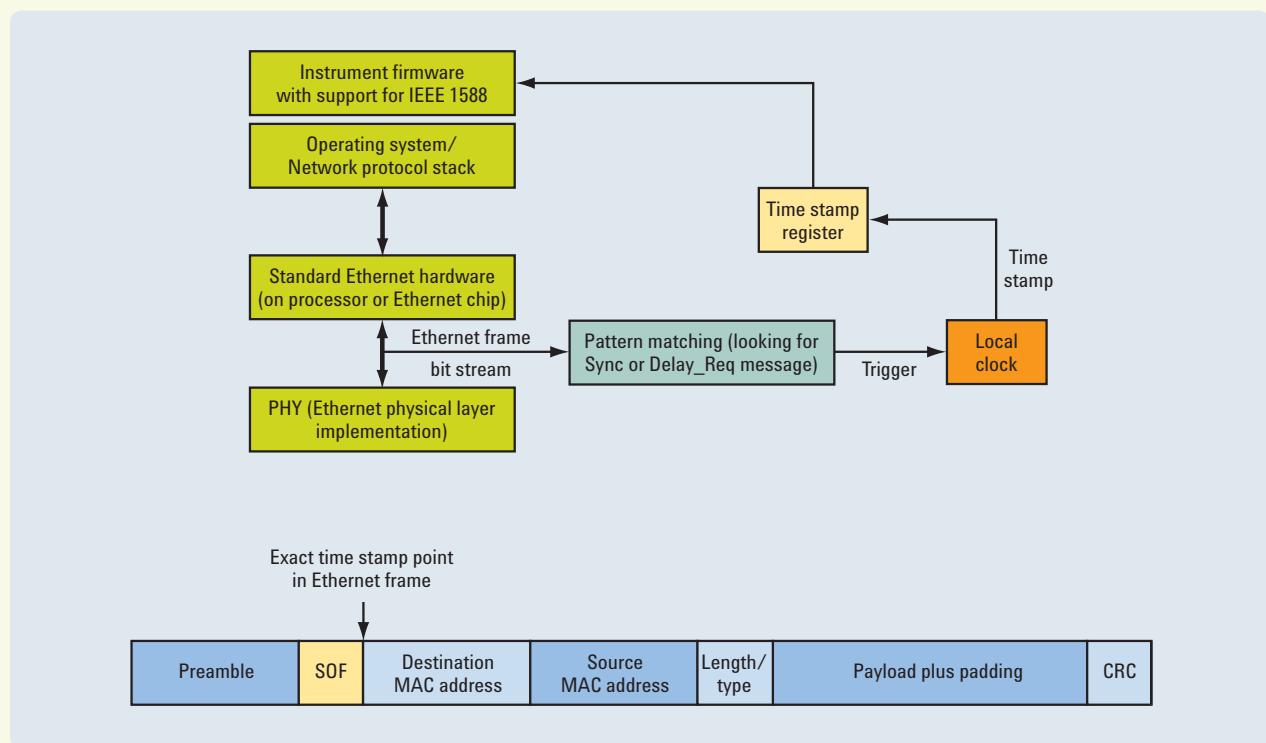 Instrument firmware
with support for IEEE 1588
Operating system/
Network protocol stack
Time stamp
register
Time
stamp
Standard Ethernet hardware
(on processor or Ethernet chip)
Ethernet frame
bit stream
Pattern matching (looking for
Sync or Delay_Req message)
Trigger
Local
clock
PHY (Ethernet physical layer
implementation)
Exact time stamp point
in Ethernet frame
Preamble
SOF
Destination
MAC address
Source
MAC address
Length/
type
Payload plus padding
CRC